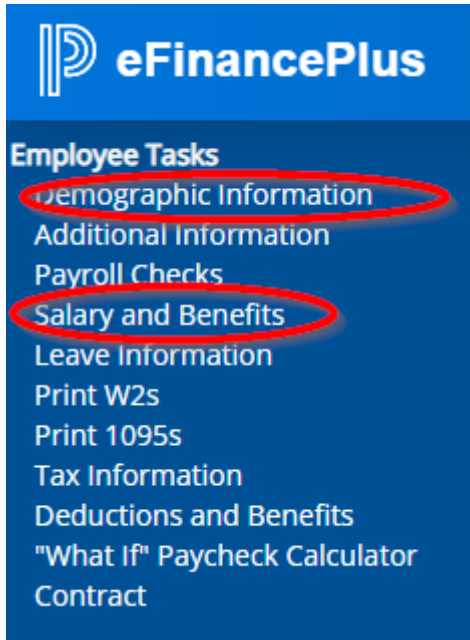 eFinancePlus
Employee Tasks
Demographic Information
Additional Information
Payroll Checks
Salary and Benefits
Leave Information
Print W2s
Print 1095s
Tax Information
Deductions and Benefits
"What If" Paycheck Calculator
Contract